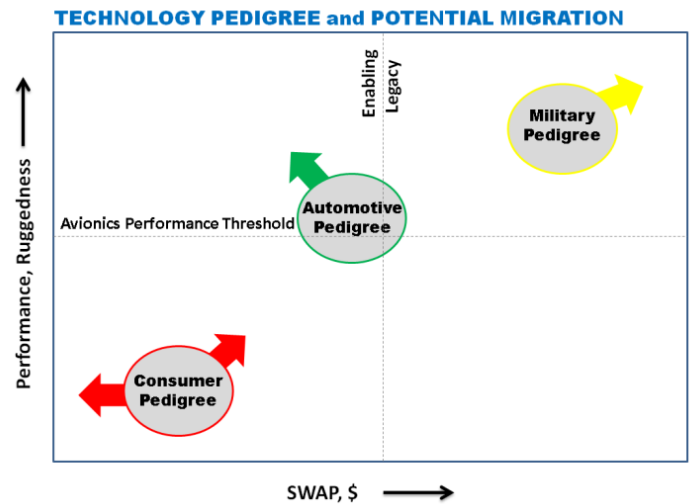 TECHNOLOGY PEDIGREE and POTENTIAL MIGRATION
Performance, Ruggedness
Enabling
Legacy
Military
Pedigree
Automotive
Pedigree
Avionics Performance Threshold
Consumer
Pedigree
SWAP, $